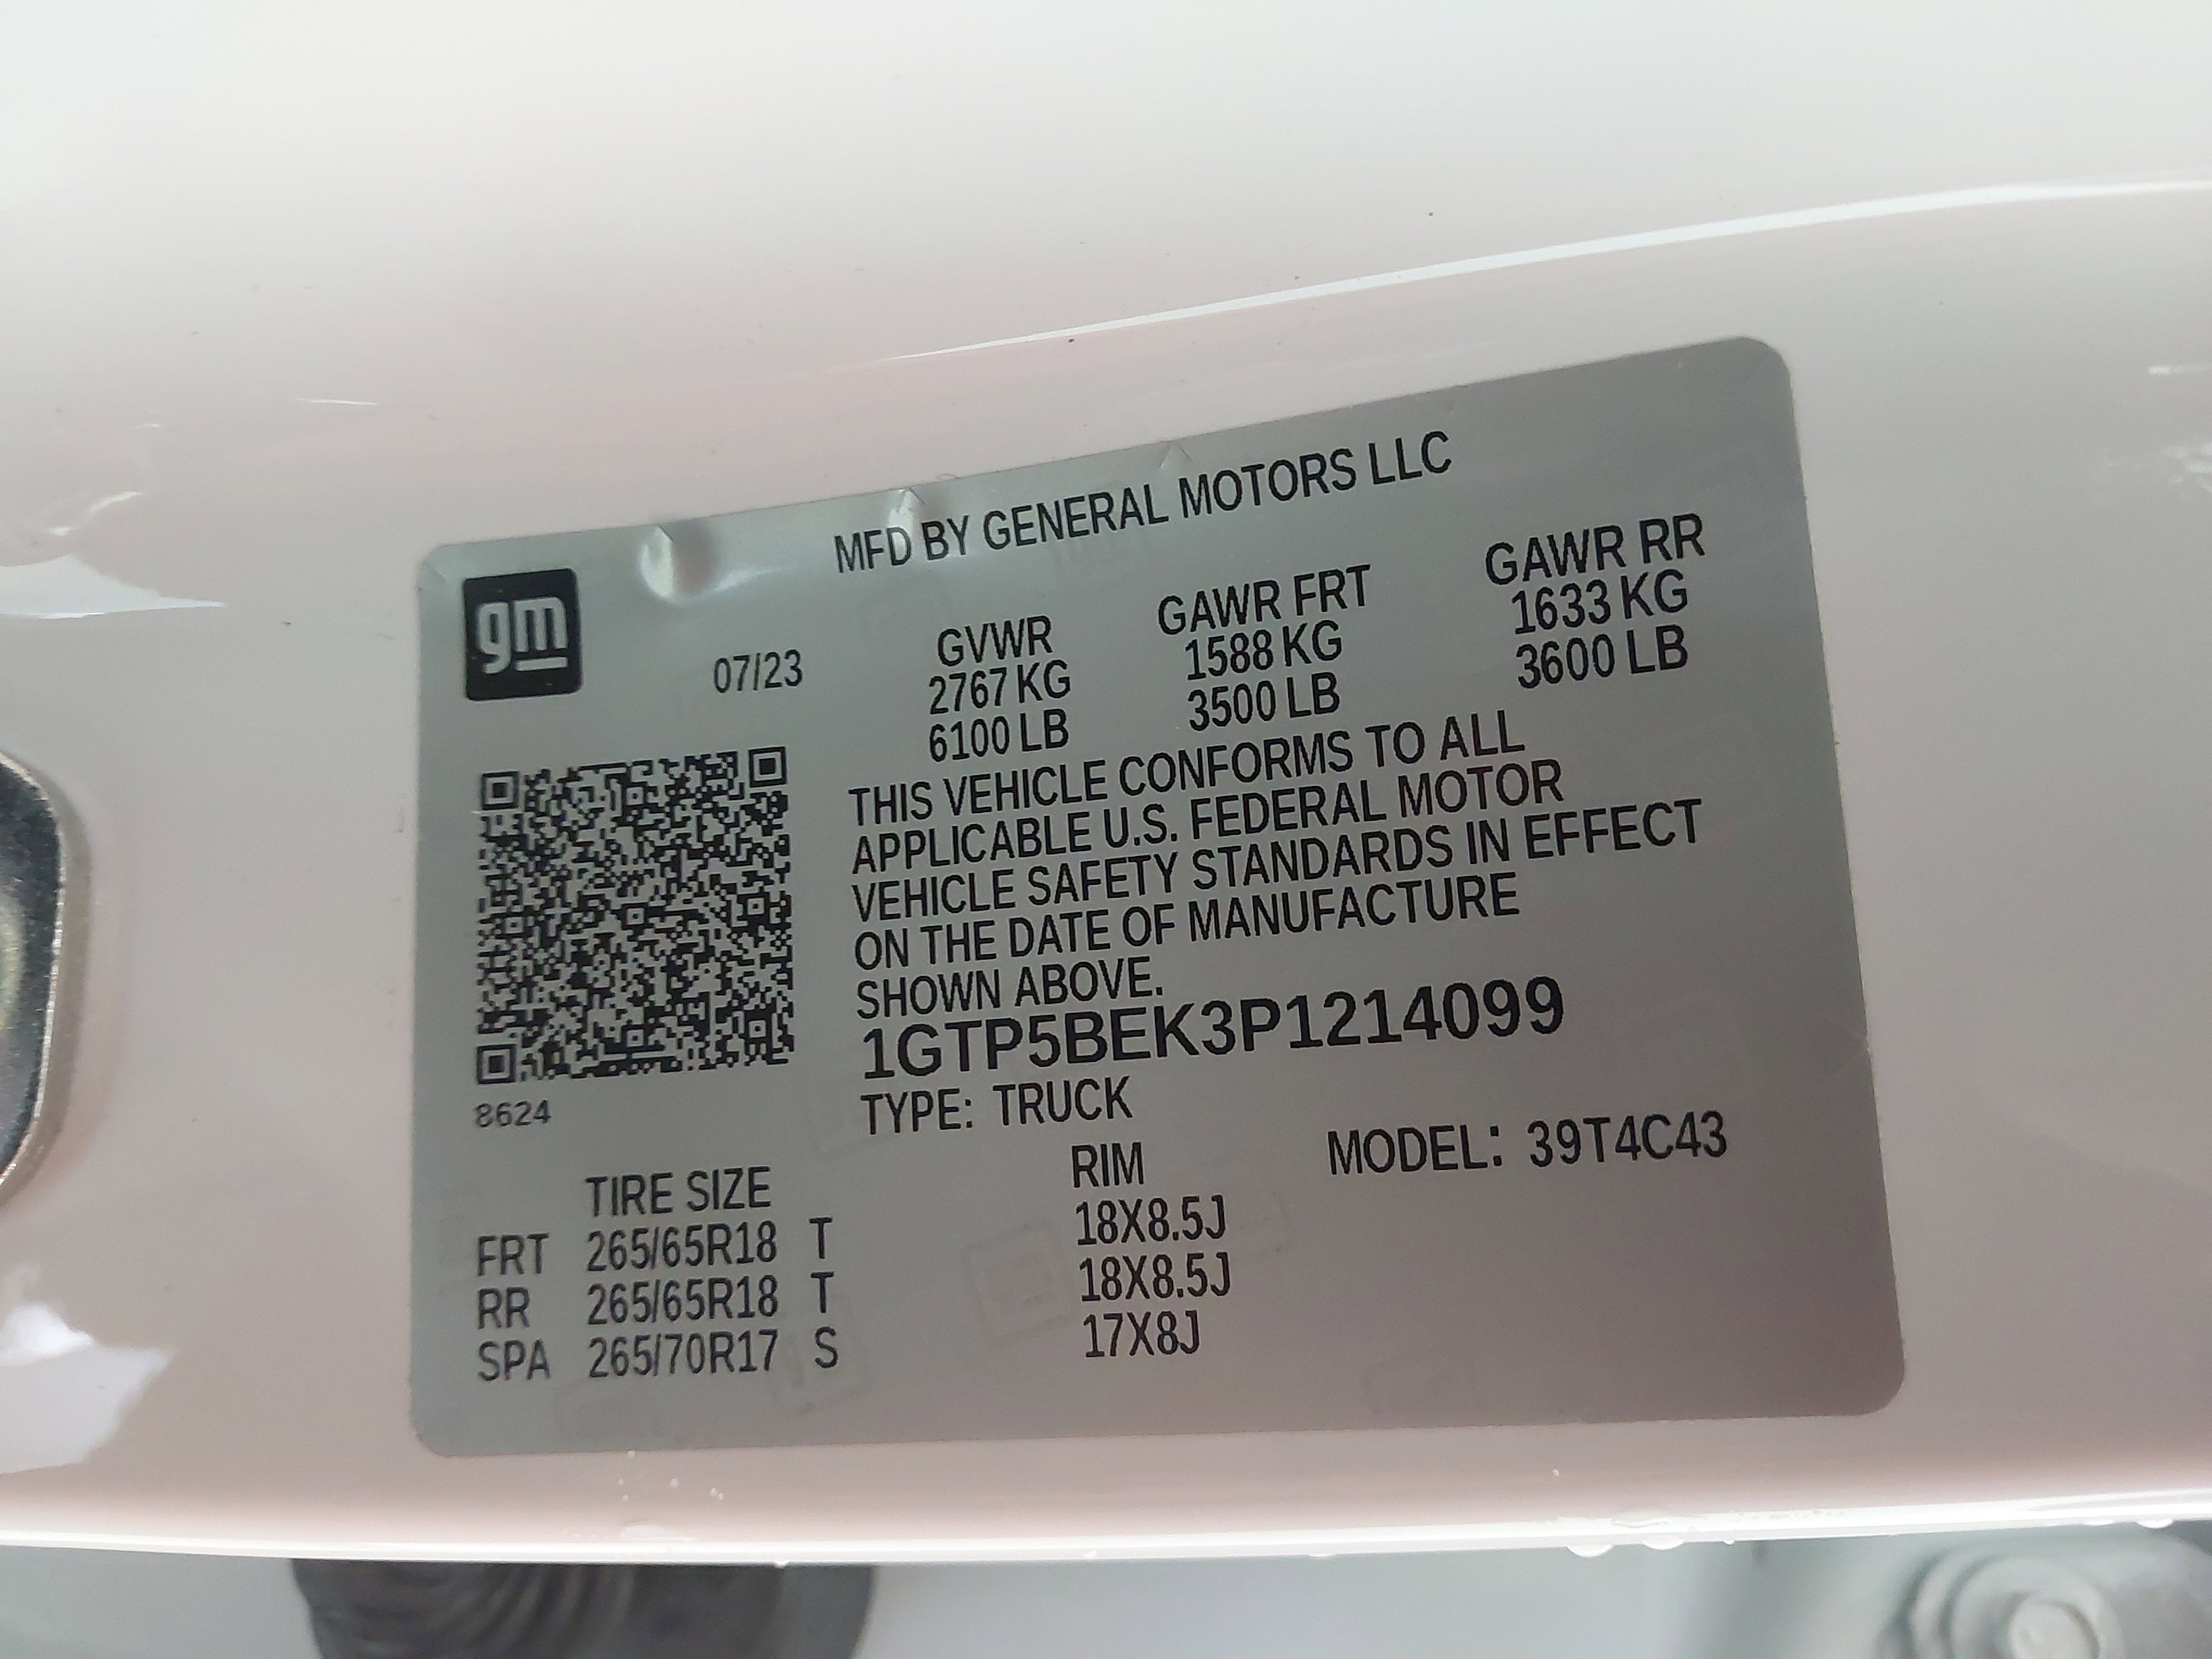 MFD BY GENERAL MOTORS LLC
gm
07/23
GVWR GAWR FRT GAWR RR
2767 KG 1588 KG 1633 KG
6100 LB 3500 LB 3600 LB
THIS VEHICLE CONFORMS TO ALL
APPLICABLE U.S. FEDERAL MOTOR
VEHICLE SAFETY STANDARDS IN EFFECT
ON THE DATE OF MANUFACTURE
SHOWN ABOVE.
1GTP5BEK3P1214099
8624
TYPE: TRUCK
MODEL: 39T4C43
TIRE SIZE RIM
FRT 265/65R18 T 18X8.5J
RR 265/65R18 T 18X8.5J
SPA 265/70R17 S 17X8J